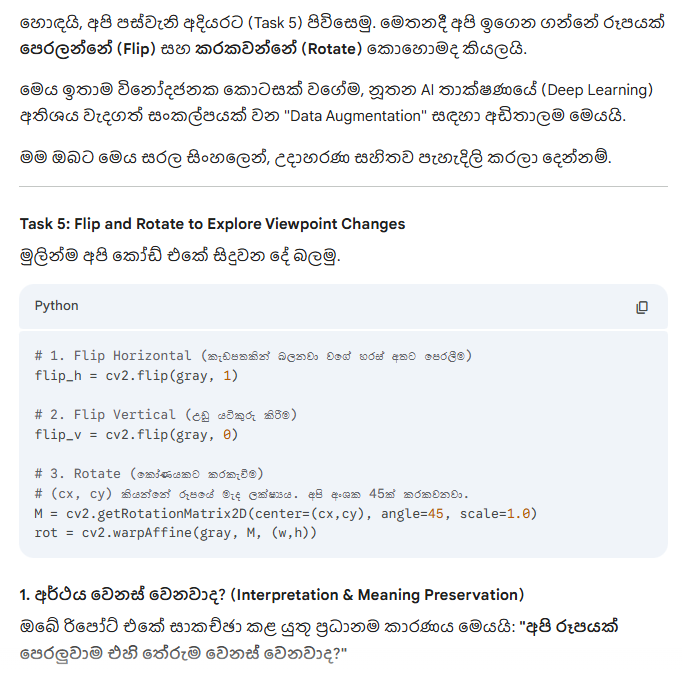 හොඳයි, අපි පස්වැනි අදියරට (Task 5) පිවිසෙමු. මෙතනදී අපි ඉගෙන ගන්නේ රූපයක්
පෙරලන්නේ (Flip) සහ කරකවන්නේ (Rotate) කොහොමද කියලයි.
මෙය ඉතාම විනෝදජනක කොටසක් වගේම, නූතන AI තාක්ෂණයේ (Deep Learning)
අතිශය වැදගත් සංකල්පයක් වන "Data Augmentation" සඳහා අඩිතාලම මෙයයි.
මම ඔබට මෙය සරල සිංහලෙන්, උදාහරණ සහිතව පැහැදිලි කරලා දෙන්නම්.
Task 5: Flip and Rotate to Explore Viewpoint Changes
මුලින්ම අපි කෝඩ් එකේ සිදුවන දේ බලමු.
Python
# 1. Flip Horizontal (කැඩපතකින් බලනවා වගේ හරස් අතට පෙරලීම)
flip_h = cv2.flip(gray, 1)
# 2. Flip Vertical (උඩු යටිකුරු කිරීම)
flip_v = cv2.flip(gray, 0)
# 3. Rotate (කෝණයකට කරකැවීම)
# (cx, cy) කියන්නේ රූපයේ මැද ලක්ෂ්‍යය. අපි අංශක 45ක් කරකවනවා.
M = cv2.getRotationMatrix2D(center=(cx,cy), angle=45, scale=1.0)
rot = cv2.warpAffine(gray, M, (w,h))
1. අර්ථය වෙනස් වෙනවාද? (Interpretation & Meaning Preservation)
ඔබේ රිපෝට් එකේ සාකච්ඡා කළ යුතු ප්‍රධානම කාරණය මෙයයි: "අපි රූපයක්
පෙරලුවාම එහි තේරුම වෙනස් වෙනවාද?"